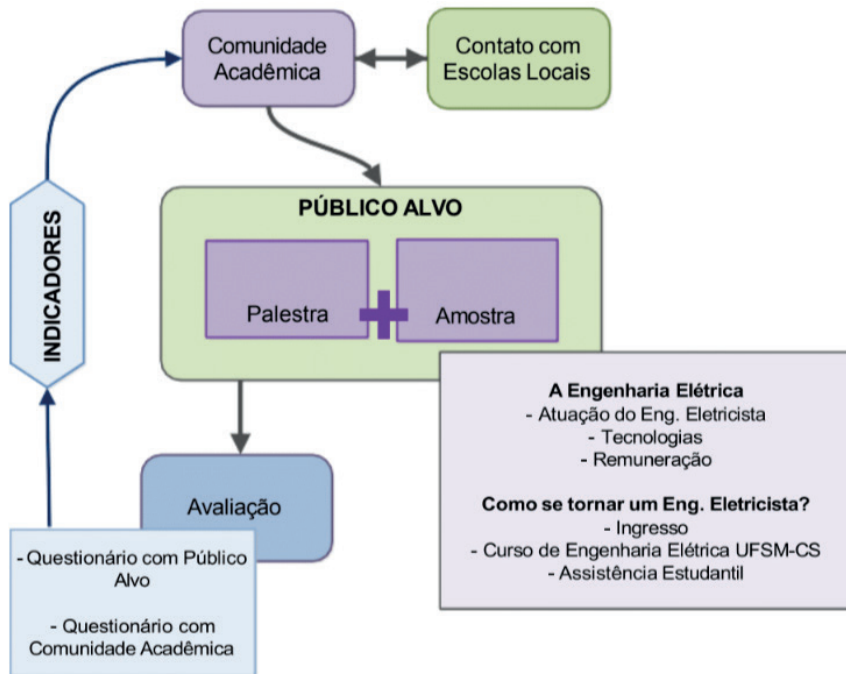 Comunidade
Acadêmica
Contato com
Escolas Locais
INDICADORES
PÚBLICO ALVO
Palestra
Amostra
A Engenharia Elétrica
- Atuação do Eng. Eletricista
- Tecnologias
- Remuneração
Como se tornar um Eng. Eletricista?
- Ingresso
- Curso de Engenharia Elétrica UFSM-CS
- Assistência Estudantil
Avaliação
- Questionário com Público
Alvo
- Questionário com
Comunidade Acadêmica